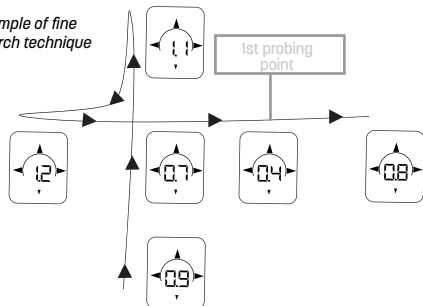 mple of fine
rch technique
1.1
1st probing
point
1.2
0.7
0.4
0.8
0.9